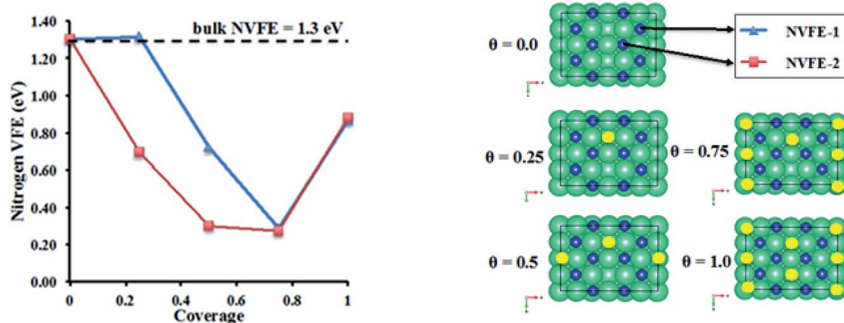 1.40
1.20
1.00
0.80
0.60
0.40
0.20
0.00
Nitrogen VFE (eV)
bulk NVFE = 1.3 eV
0
0.2
0.4
0.6
0.8
1
Coverage
θ = 0.0
NVFE-1
NVFE-2
θ = 0.25
θ = 0.75
θ = 0.5
θ = 1.0